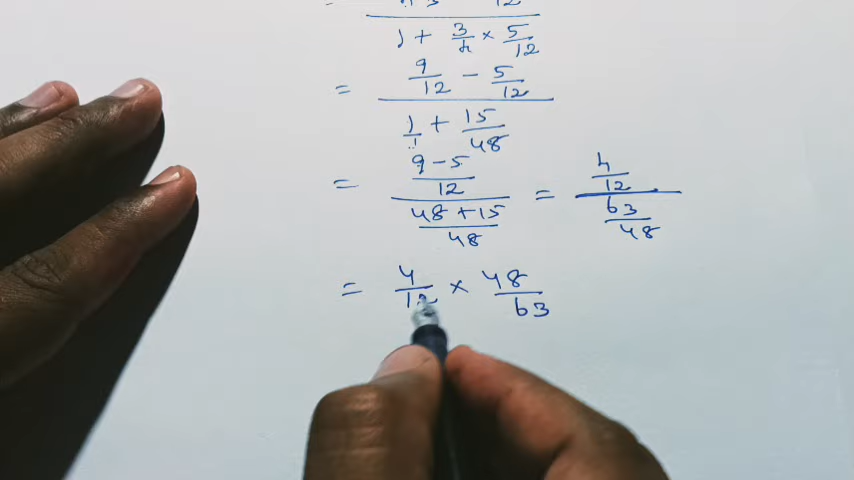 1 + 3/4 × 5/12
= 9/12 - 5/12
1/1 + 15/48
= 9-5/12
48+15/48
= 4/12
63/48
= 4/12 × 48/63